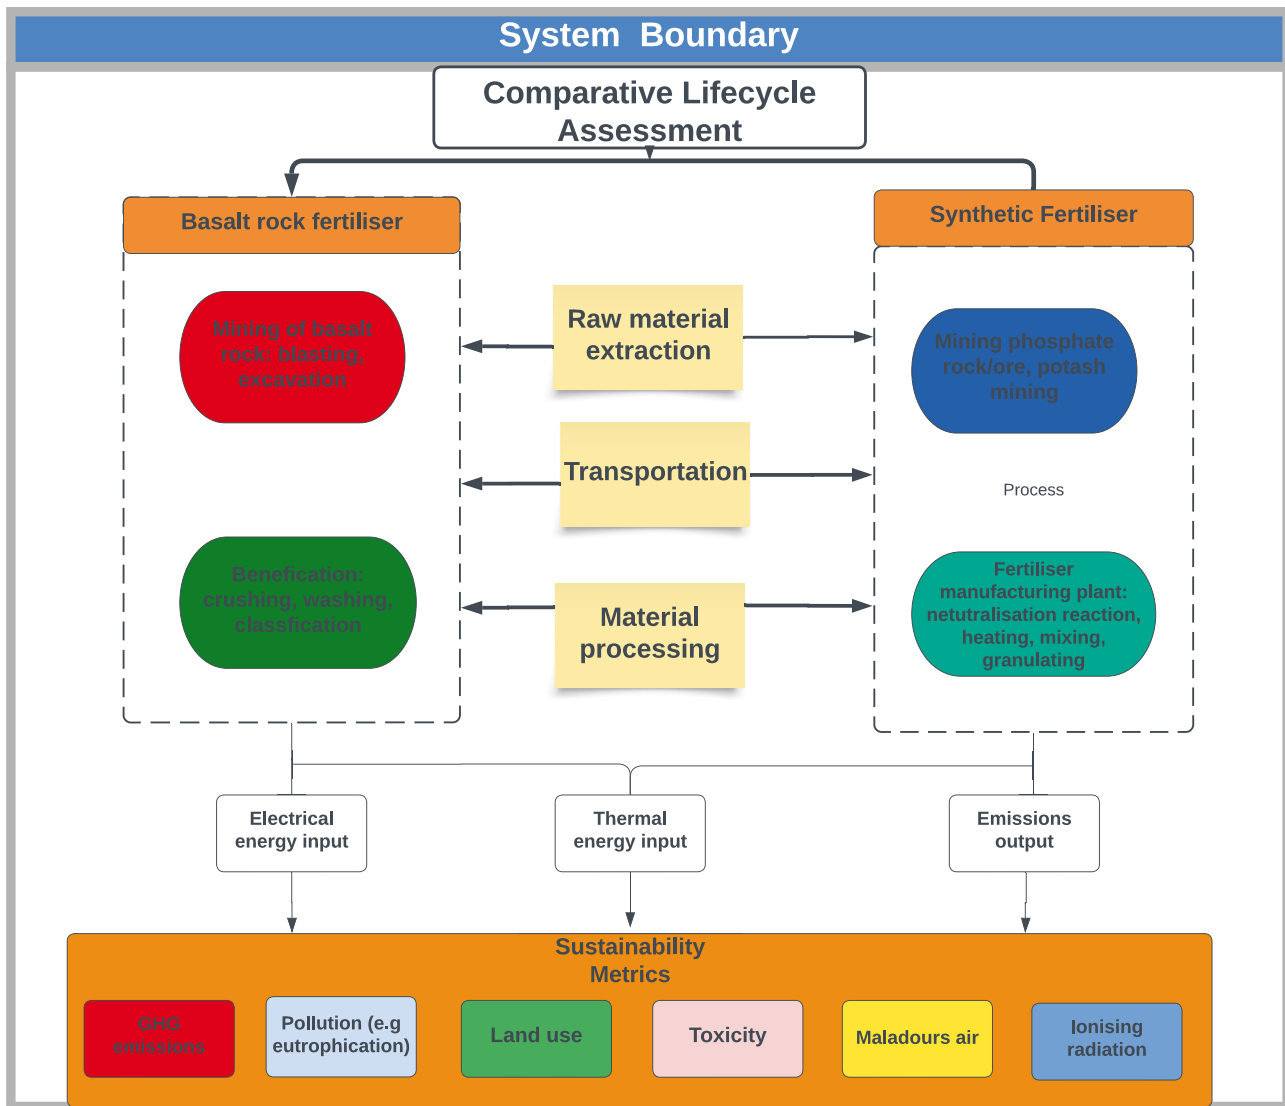 System  Boundary
Comparative Lifecycle
Assessment
Basalt rock fertiliser
Synthetic Fertiliser
Mining of basalt
rock: blasting,
excavation
Raw material
extraction
Mining phosphate
rock/ore, potash
mining
Transportation
Process
Benefication:
crushing, washing,
classfication
Material
processing
Fertiliser
manufacturing plant:
netutralisation reaction,
heating, mixing,
granulating
Electrical
energy input
Thermal
energy input
Emissions
output
Sustainability
Metrics
GHG
emissions
Pollution (e.g
eutrophication)
Land use
Toxicity
Maladours air
Ionising
radiation